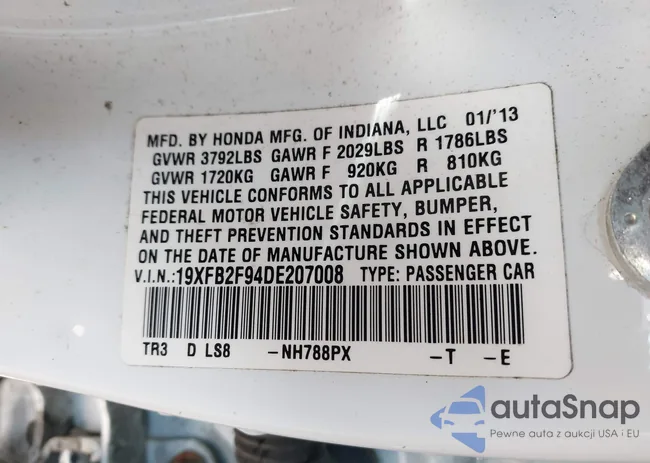 MFD. BY HONDA MFG. OF INDIANA, LLC 01/'13
GVWR 3792LBS GAWR F 2029LBS R 1786LBS
GVWR 1720KG GAWR F 920KG R 810KG
THIS VEHICLE CONFORMS TO ALL APPLICABLE
FEDERAL MOTOR VEHICLE SAFETY, BUMPER,
AND THEFT PREVENTION STANDARDS IN EFFECT
ON THE DATE OF MANUFACTURE SHOWN ABOVE.
V.I.N.:19XFB2F94DE207008 TYPE: PASSENGER CAR
TR3 D LS8 -NH788PX -T -E
autaSnap
Pewne auta z aukcji USA i EU